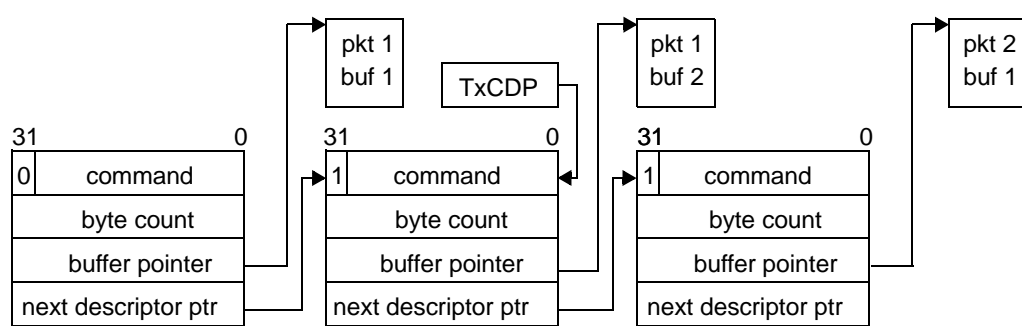 pkt 1
buf 1
pkt 1
buf 2
pkt 2
buf 1
TxCDP
31 0
0 command
byte count
buffer pointer
next descriptor ptr
31 0
1 command
byte count
buffer pointer
next descriptor ptr
31 0
1 command
byte count
buffer pointer
next descriptor ptr